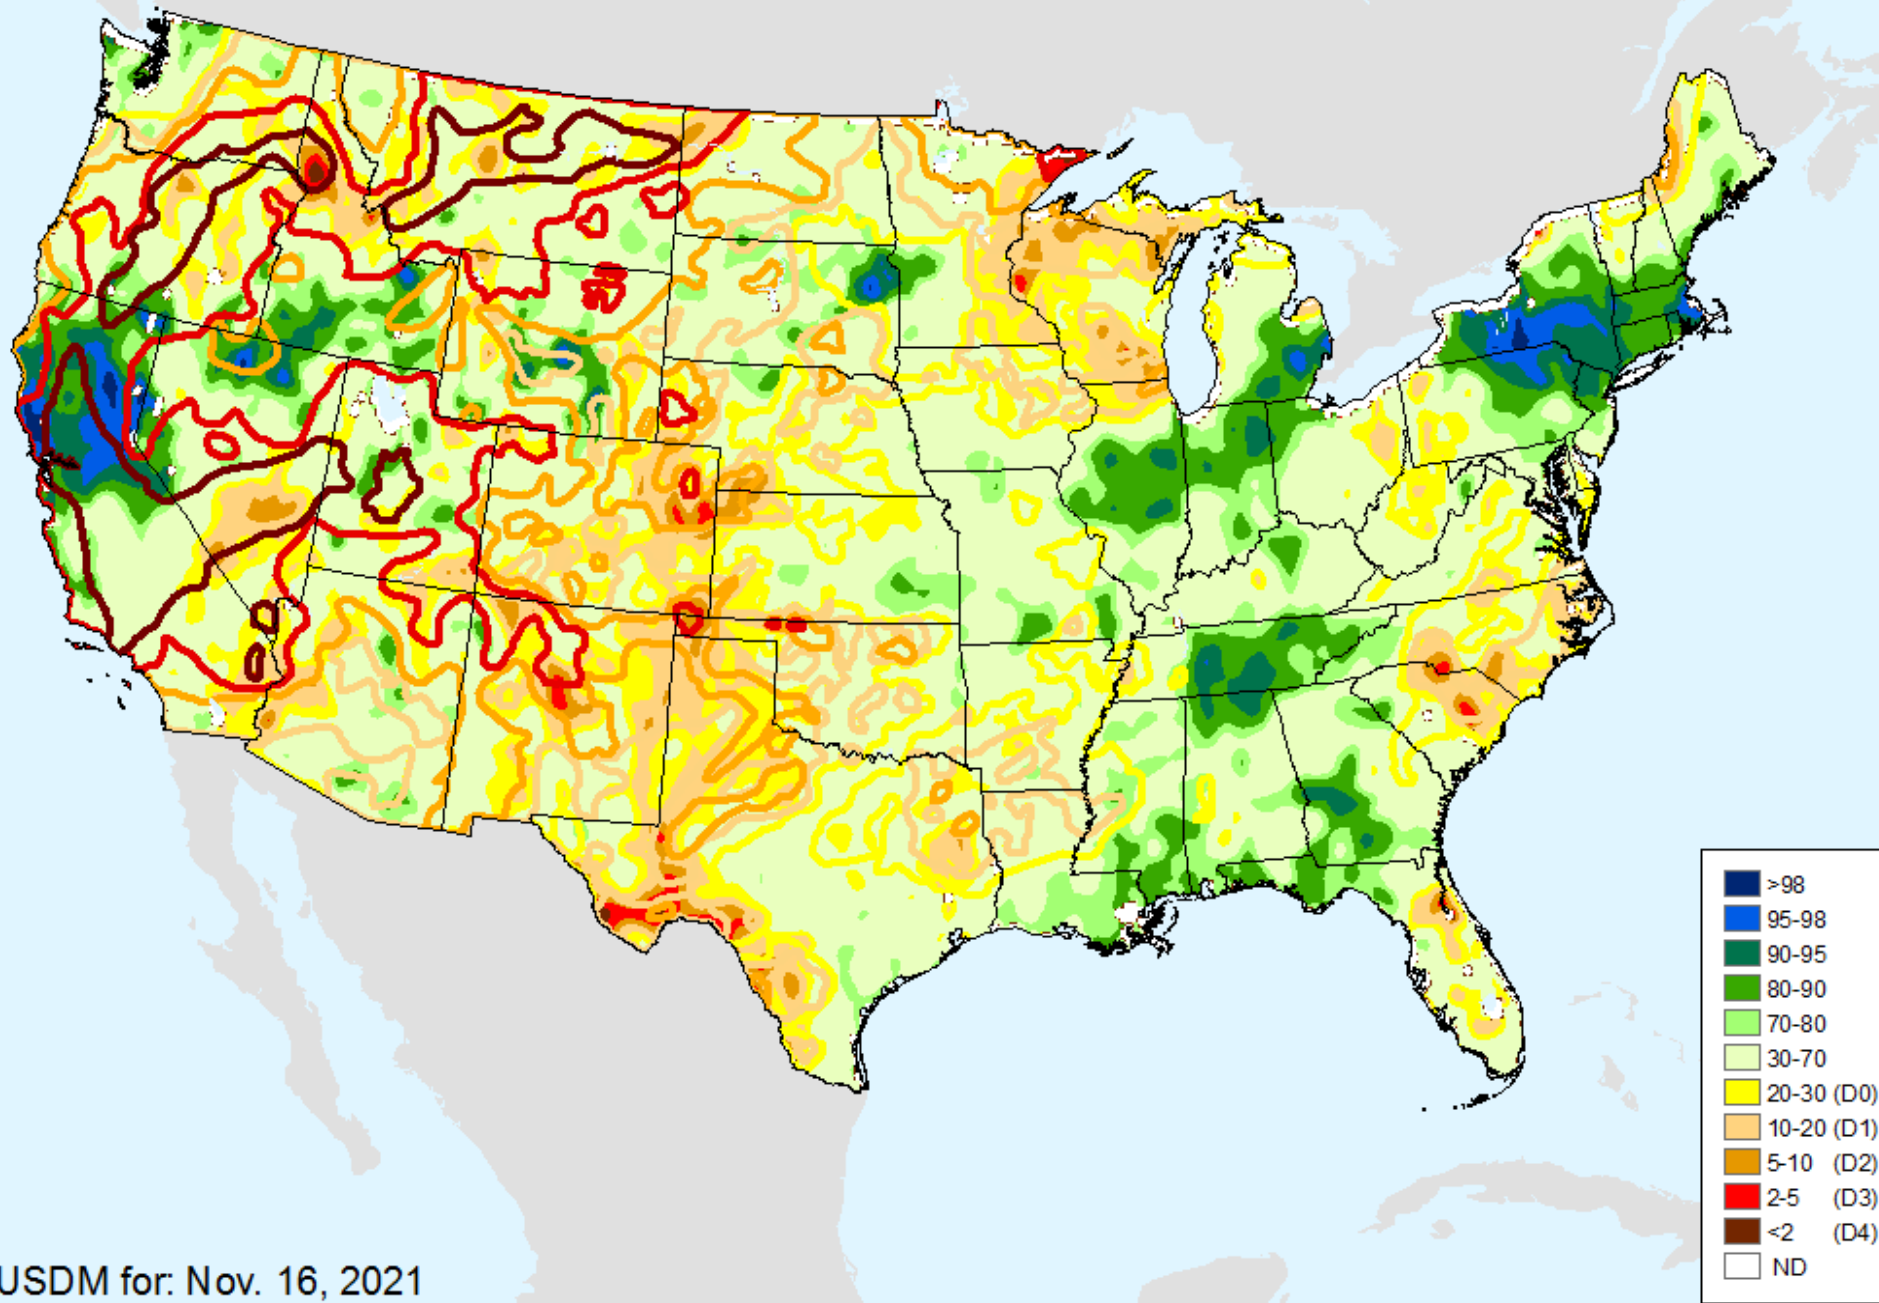 >98
95-98
90-95
80-90
70-80
30-70
20-30 (D0)
10-20 (D1)
5-10 (D2)
2-5 (D3)
<2 (D4)
ND
USDM for: Nov. 16, 2021